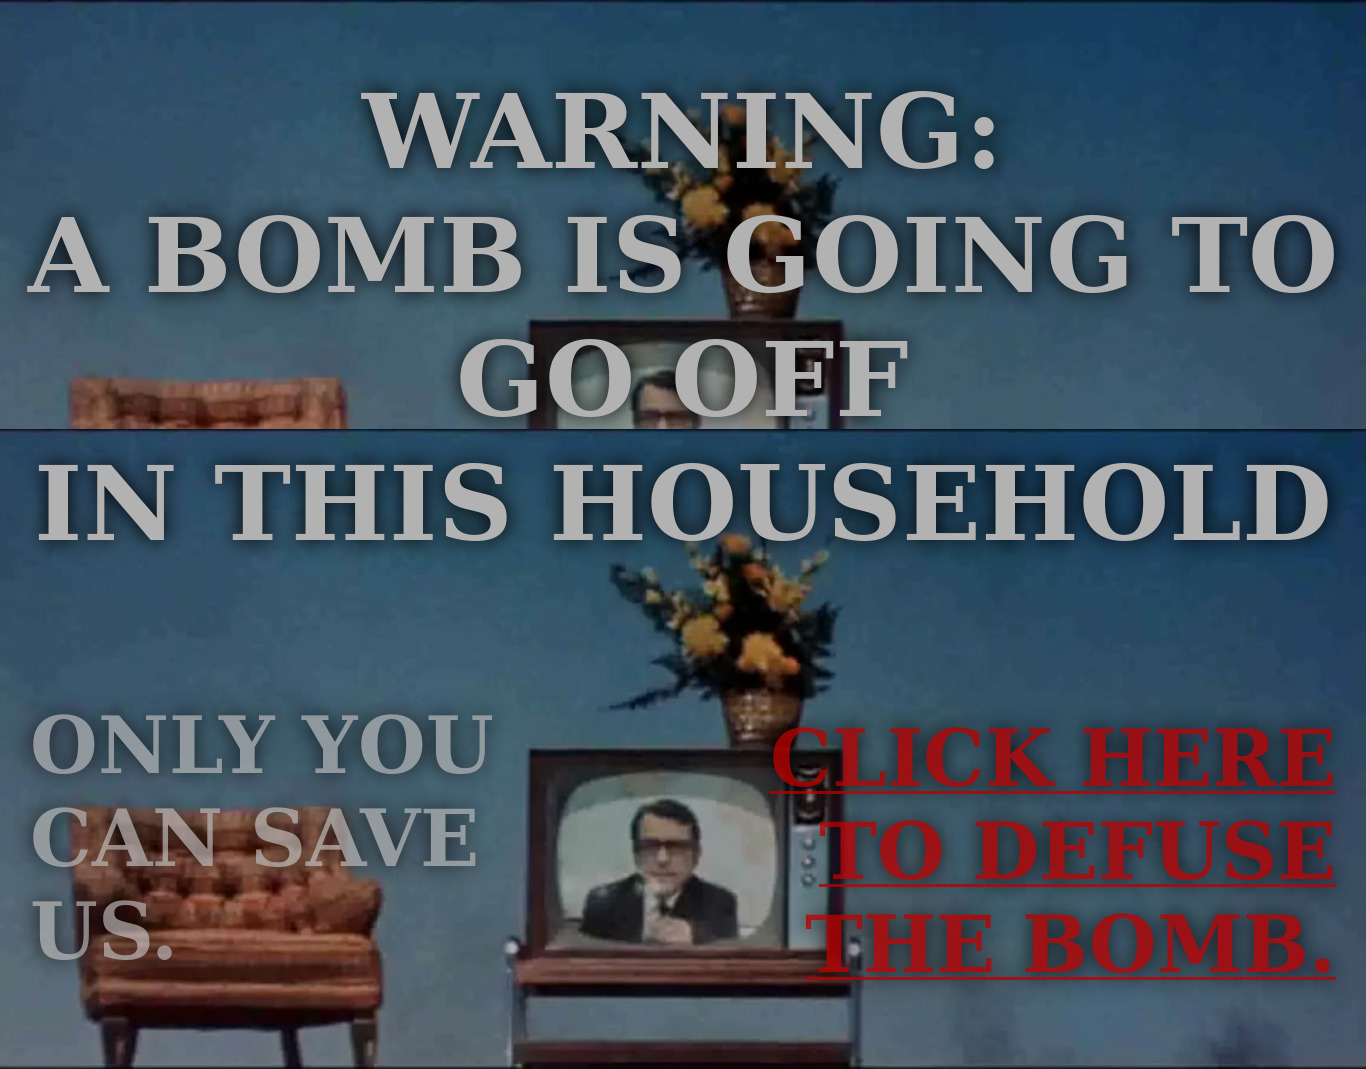 WARNING:
A BOMB IS GOING TO
GO OFF
IN THIS HOUSEHOLD
ONLY YOU
CAN SAVE
US.
CLICK HERE
TO DEFUSE
THE BOMB.